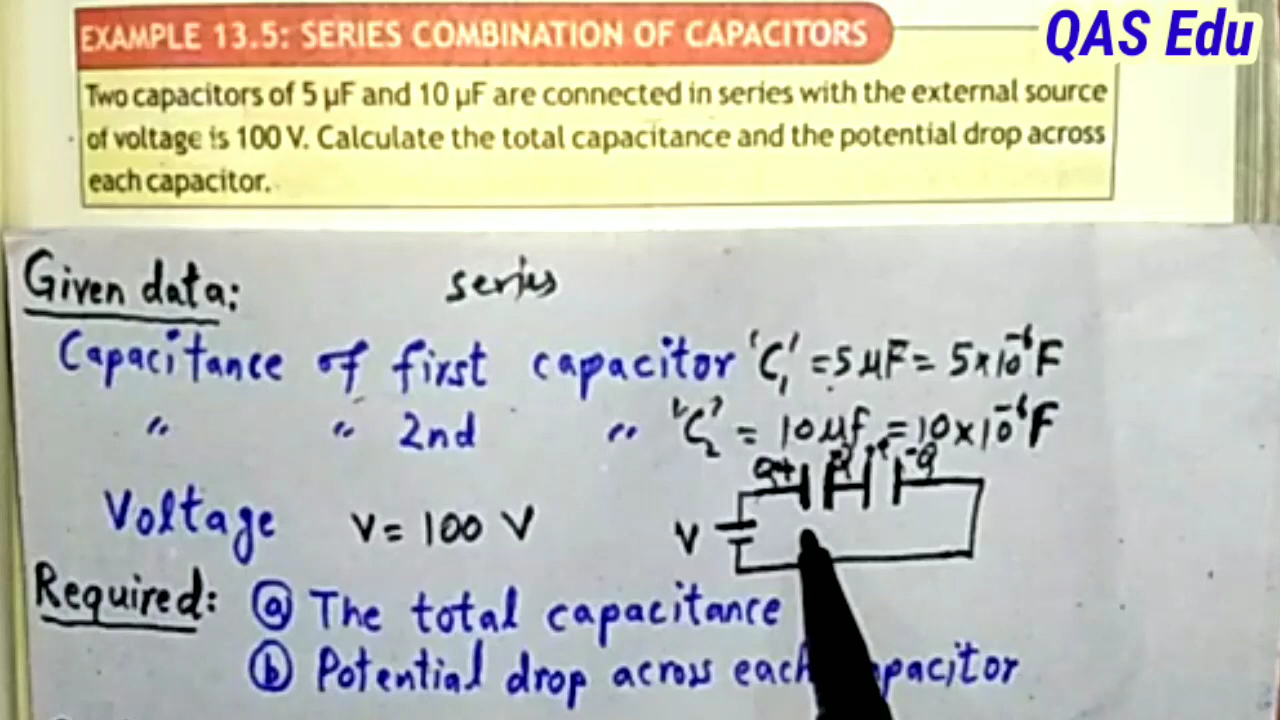 EXAMPLE 13.5: SERIES COMBINATION OF CAPACITORS
QAS Edu
Two capacitors of 5 µF and 10 µF are connected in series with the external source
of voltage is 100 V. Calculate the total capacitance and the potential drop across
each capacitor.
Given data: series
Capacitance of first capacitor 'C₁' = 5 µF = 5×10⁻⁶ F
" " 2nd " 'C₂' = 10 µf = 10×10⁻⁶ F
Q+ -Q
Voltage V = 100 V V
Required: (a) The total capacitance
(b) Potential drop across each